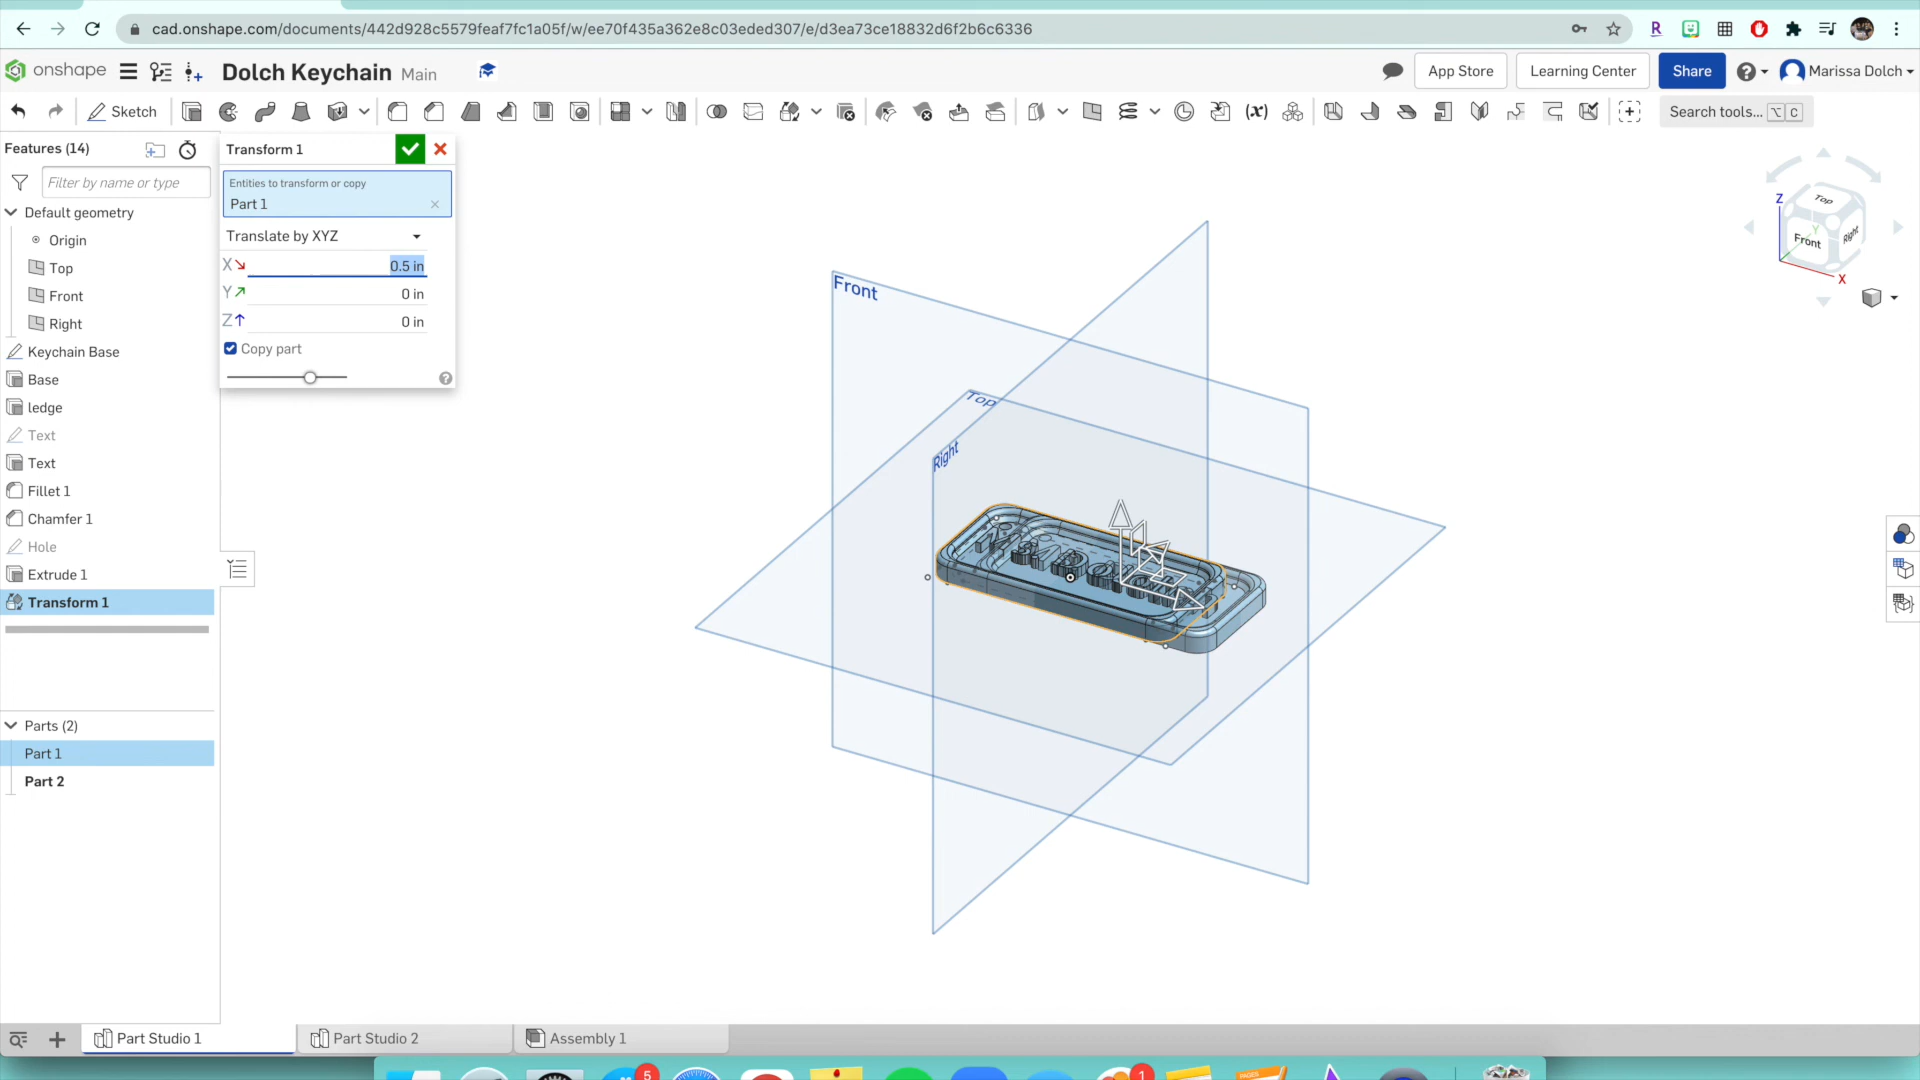 cad.onshape.com/documents/442d928c5579feaf7fc1a05f/w/ee70f435a362e8c03eded307/e/d3ea73ce18832d6f2b6c6336
R
onshape
Dolch Keychain Main
App Store
Learning Center
Share
?
Marissa Dolch
Sketch
(x)
Search tools... ⌥ C
Features (14)
Filter by name or type
Default geometry
Origin
Top
Front
Right
Keychain Base
Base
ledge
Text
Text
Fillet 1
Chamfer 1
Hole
Extrude 1
Transform 1
Parts (2)
Part 1
Part 2
Transform 1
Entities to transform or copy
Part 1
Translate by XYZ
X 0.5 in
Y 0 in
Z 0 in
Copy part
?
Front
Top
Right
Z
Top
Y
Front
Right
X
Part Studio 1
Part Studio 2
Assembly 1
5
1
PAGES